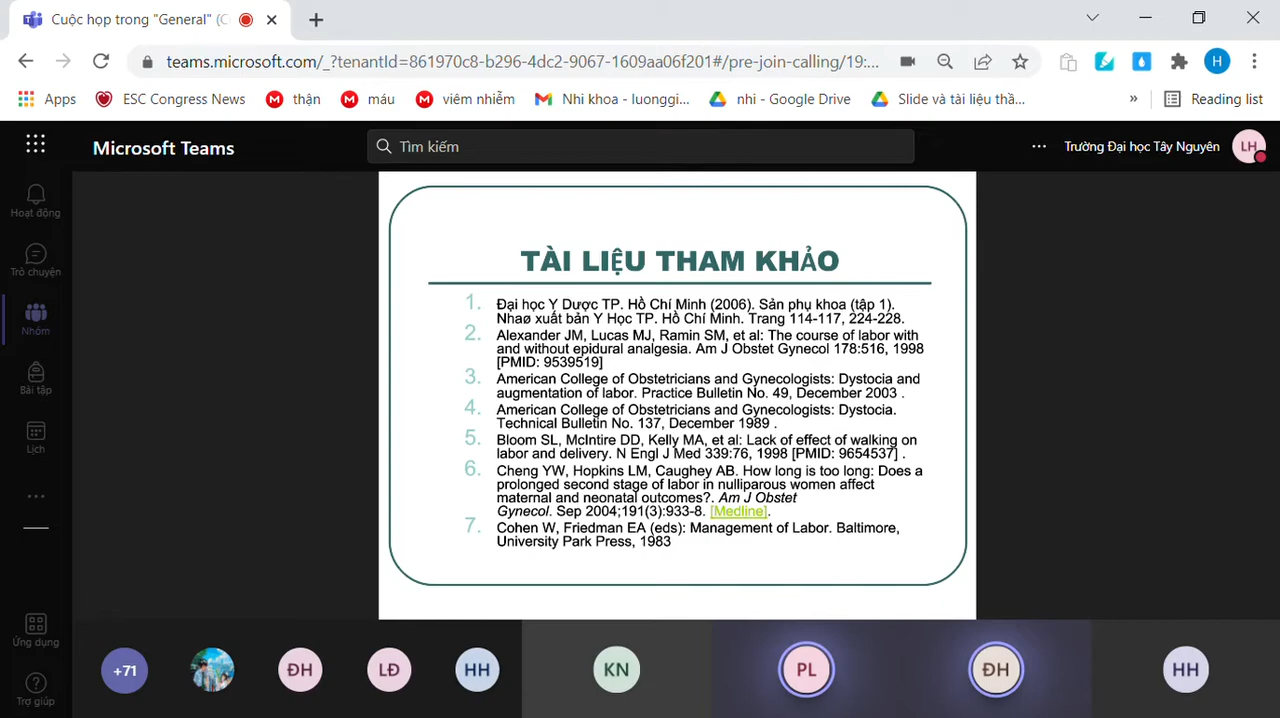 Cuộc họp trong "General" (C
teams.microsoft.com/_?tenantId=861970c8-b296-4dc2-9067-1609aa06f201#/pre-join-calling/19:...
H
Apps
ESC Congress News
thận
máu
viêm nhiễm
Nhi khoa - luonggi...
nhi - Google Drive
Slide và tài liệu thầ...
»
Reading list
Microsoft Teams
Tìm kiếm
Trường Đại học Tây Nguyên
LH
Hoạt động
Trò chuyện
Nhóm
Bài tập
Lịch
Ứng dụng
Trợ giúp
TÀI LIỆU THAM KHẢO
1. Đại học Y Dược TP. Hồ Chí Minh (2006). Sản phụ khoa (tập 1).
Nhaø xuất bản Y Học TP. Hồ Chí Minh. Trang 114-117, 224-228.
2. Alexander JM, Lucas MJ, Ramin SM, et al: The course of labor with
and without epidural analgesia. Am J Obstet Gynecol 178:516, 1998
[PMID: 9539519]
3. American College of Obstetricians and Gynecologists: Dystocia and
augmentation of labor. Practice Bulletin No. 49, December 2003 .
4. American College of Obstetricians and Gynecologists: Dystocia.
Technical Bulletin No. 137, December 1989 .
5. Bloom SL, McIntire DD, Kelly MA, et al: Lack of effect of walking on
labor and delivery. N Engl J Med 339:76, 1998 [PMID: 9654537] .
6. Cheng YW, Hopkins LM, Caughey AB. How long is too long: Does a
prolonged second stage of labor in nulliparous women affect
maternal and neonatal outcomes?. Am J Obstet
Gynecol. Sep 2004;191(3):933-8. [Medline].
7. Cohen W, Friedman EA (eds): Management of Labor. Baltimore,
University Park Press, 1983
+71
ĐH
LĐ
HH
KN
PL
ĐH
HH